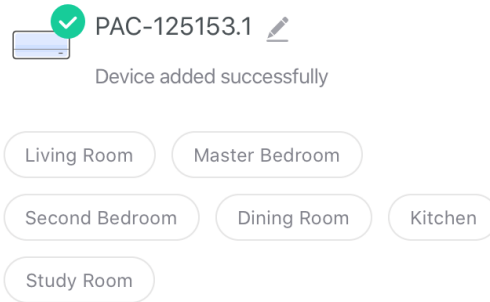 PAC-125153.1
Device added successfully
Living Room Master Bedroom
Second Bedroom Dining Room Kitchen
Study Room